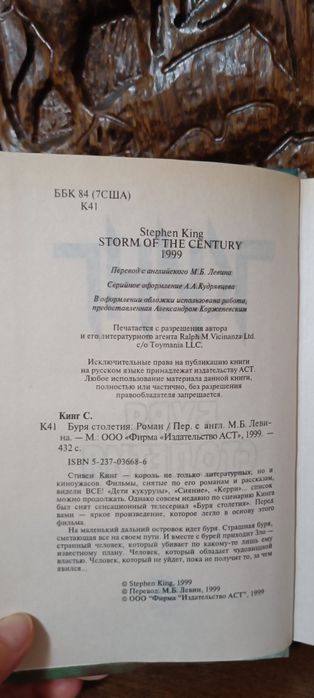 ББК 84 (7США)
К41
Stephen King
STORM OF THE CENTURY
1999
Перевод с английского М.Б. Левина
Серийное оформление А.А.Кудрявцева
В оформлении обложки использована работа,
предоставленная Александром Корженевским
Печатается с разрешения автора
и его литературного агента Ralph M.Vicinanza Ltd.
c/o Toymania LLC.
Исключительные права на публикацию книги
на русском языке принадлежат издательству АСТ.
Любое использование материала данной книги,
полностью или частично, без разрешения
правообладателя запрещается.
Кинг С.
К41 Буря столетия: Роман / Пер. с англ. М.Б. Леви-
на. — М.: ООО «Фирма «Издательство АСТ», 1999. —
432 с.
ISBN 5-237-03668-6
Стивен Кинг — король не только литературных, но и
киноужасов. Фильмы, снятые по его романам и рассказам,
видели ВСЕ! «Дети кукурузы», «Сияние», «Керри»... список
можно продолжать. Однако совсем недавно по сценарию Кинга
был снят сенсационный телесериал «Буря столетия». Перед
вами — яркое произведение, которое легло в основу этого
фильма.
На маленький дальний островок идет буря. Страшная буря,
сметающая все на своем пути. И вместе с бурей приходит Зло —
странный человек, который убивает по какому-то лишь ему
известному плану. Человек, который обладает чудовищной
властью. Человек, который не уйдет, пока не получит то, за чем
явился...
© Stephen King, 1999
© Перевод. М.Б. Левин, 1999
© ООО "Фирма "Издательство АСТ", 1999